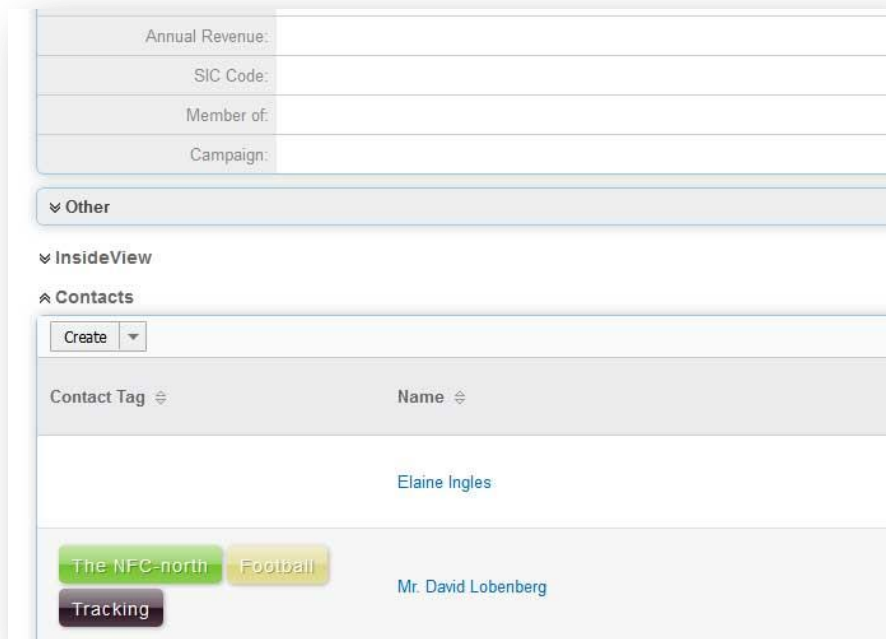 Annual Revenue:
SIC Code:
Member of:
Campaign:
Other
InsideView
Contacts
Create
Contact Tag Name
Elaine Ingles
The NFC-north Football
Mr. David Lobenberg
Tracking